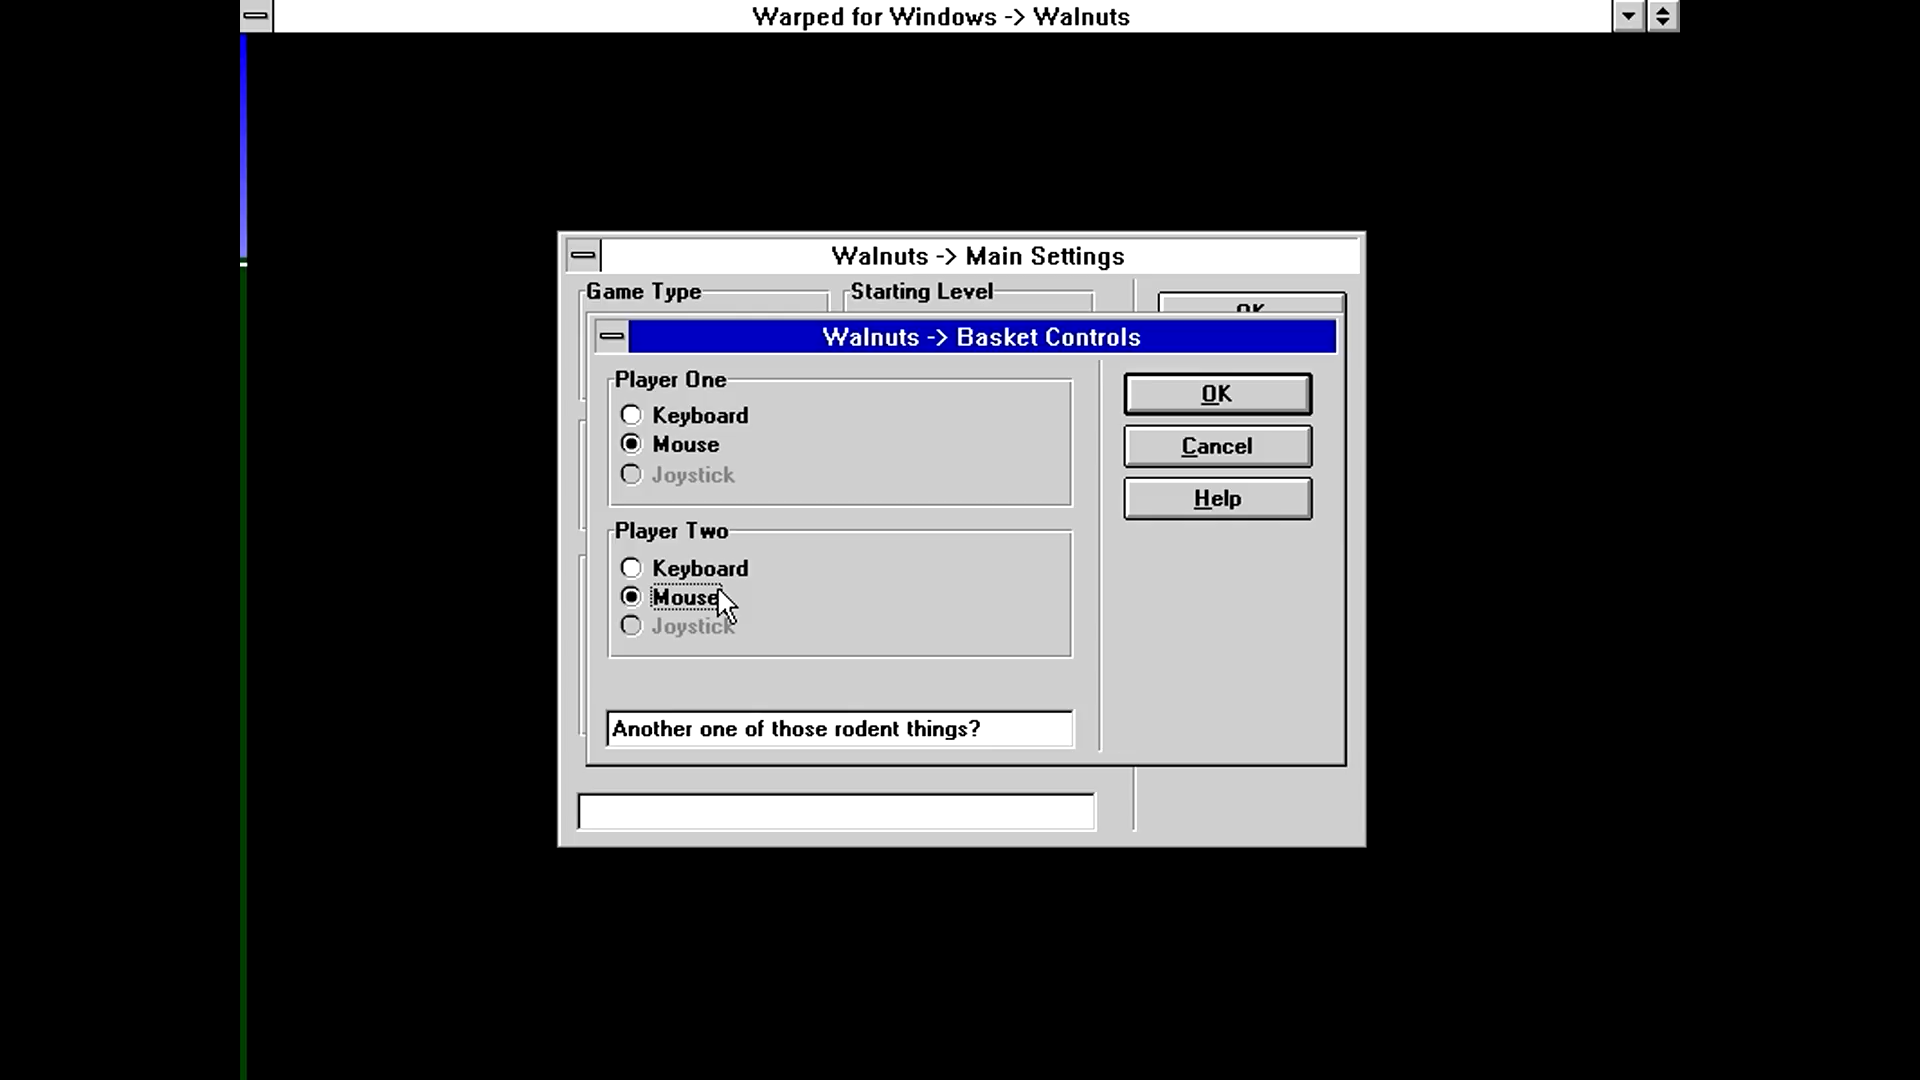 Warped for Windows -> Walnuts
Walnuts -> Main Settings
Game Type
Starting Level
OK
Walnuts -> Basket Controls
Player One
Keyboard
Mouse
Joystick
OK
Cancel
Help
Player Two
Keyboard
Mouse
Joystick
Another one of those rodent things?